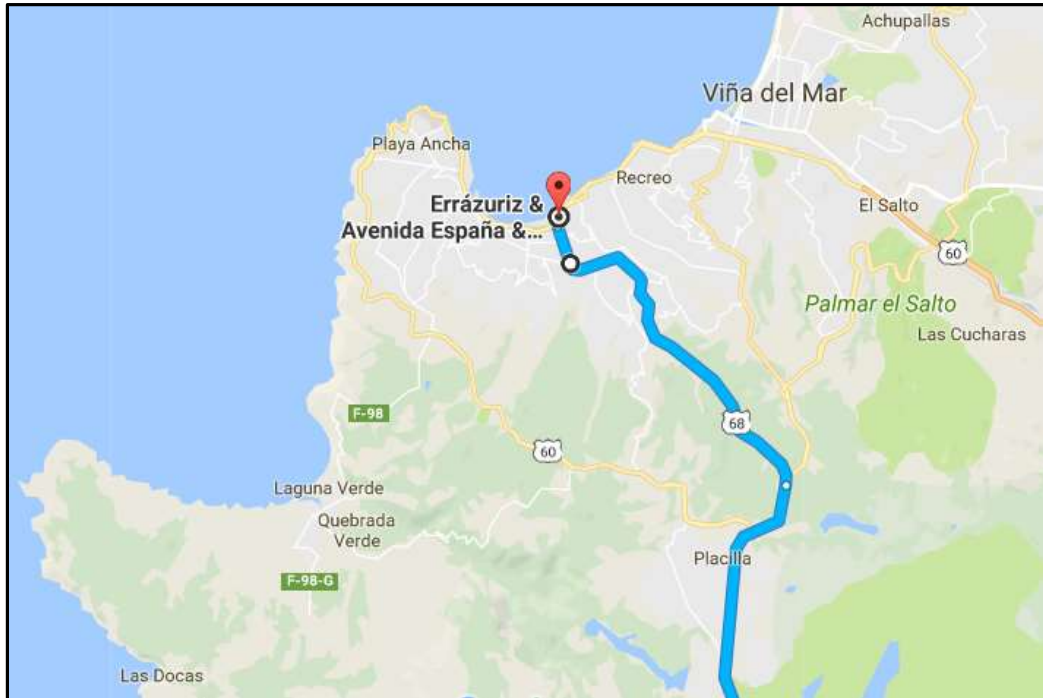 Achupallas
Viña del Mar
Playa Ancha
Recreo
Errázuriz &
Avenida España &...
El Salto
60
Palmar el Salto
Las Cucharas
F-98
68
60
Laguna Verde
Quebrada
Verde
Placilla
F-98-G
Las Docas